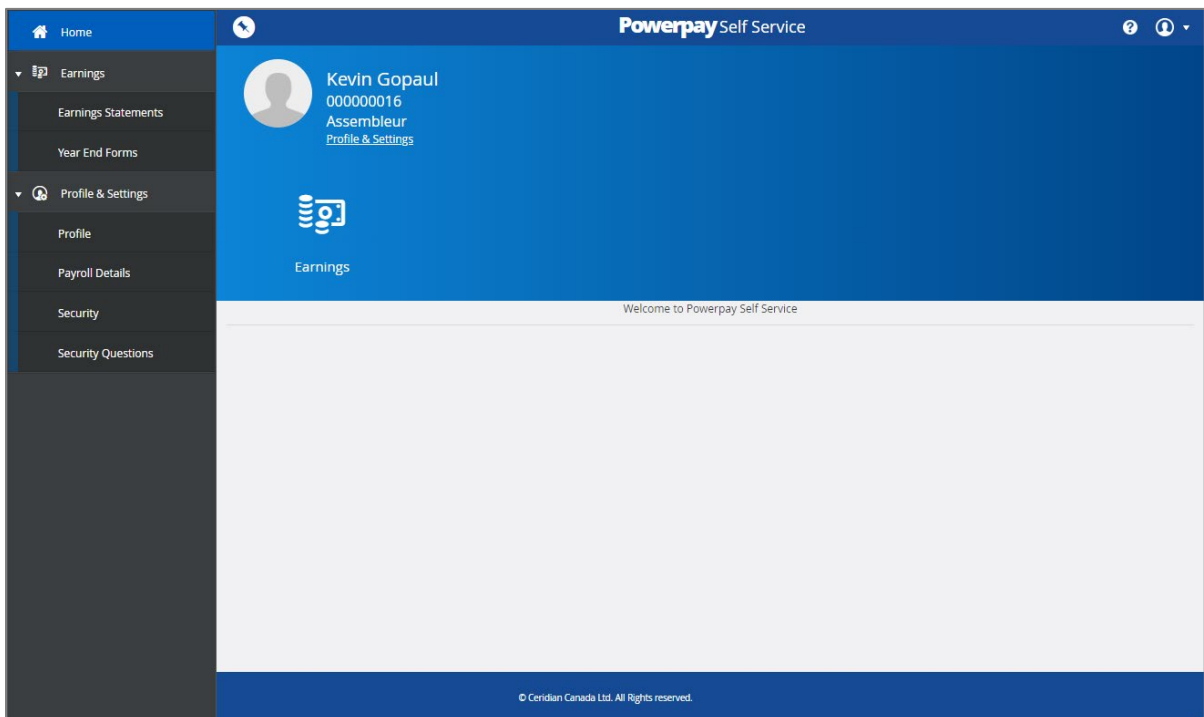 Home
Earnings
Earnings Statements
Year End Forms
Profile & Settings
Profile
Payroll Details
Security
Security Questions
Powerpay Self Service
Kevin Gopaul
000000016
Assembleur
Profile & Settings
Earnings
Welcome to Powerpay Self Service
© Ceridian Canada Ltd. All Rights reserved.